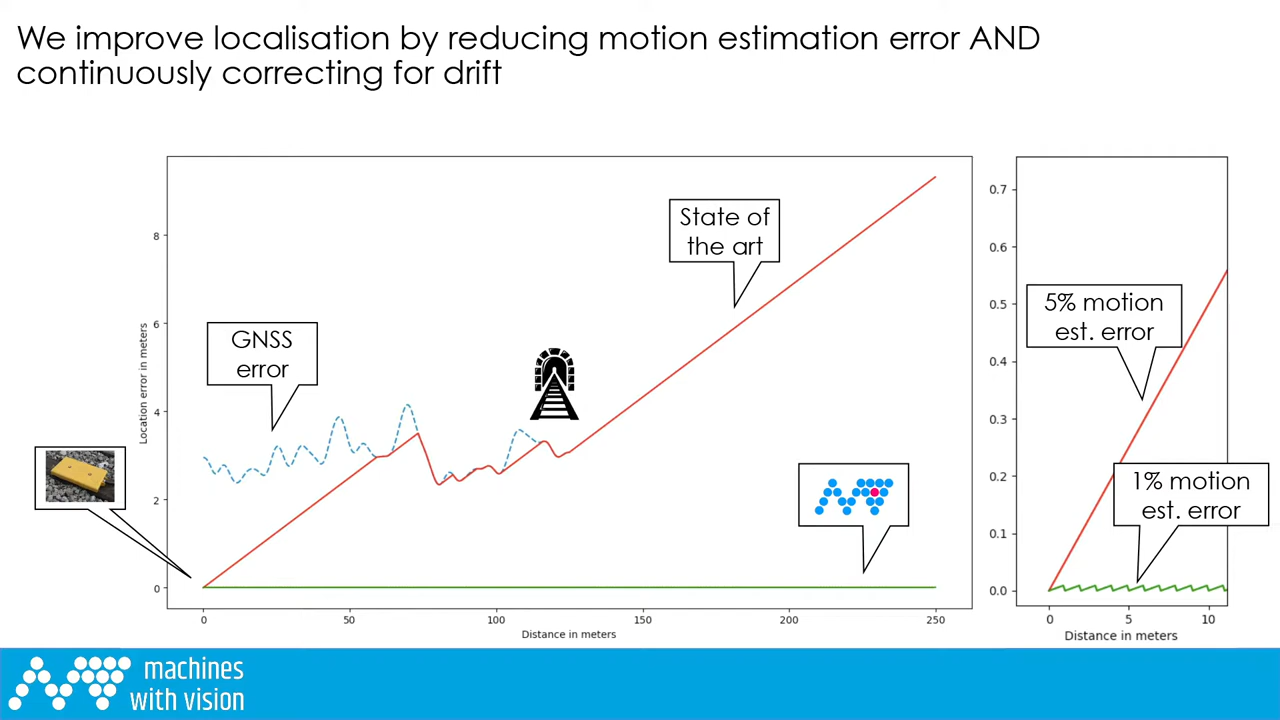 We improve localisation by reducing motion estimation error AND
continuously correcting for drift
Location error in meters
8
6
4
2
0
0
50
100
150
200
250
Distance in meters
GNSS
error
State of
the art
0.7
0.6
0.5
0.4
0.3
0.2
0.1
0.0
0
5
10
Distance in meters
5% motion
est. error
1% motion
est. error
machines
with vision